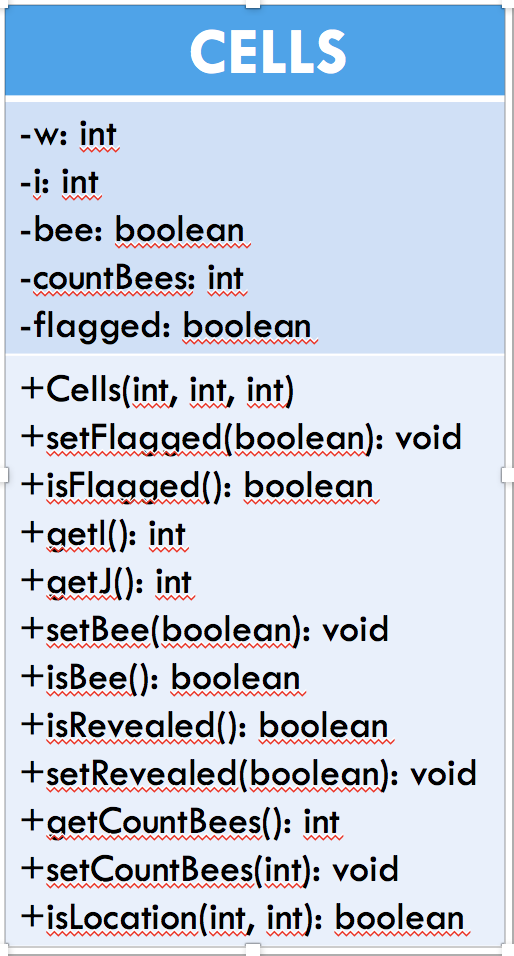 CELLS
-w: int
-i: int
-bee: boolean
-countBees: int
-flagged: boolean
+Cells(int, int, int)
+setFlagged(boolean): void
+isFlagged(): boolean
+getI(): int
+getJ(): int
+setBee(boolean): void
+isBee(): boolean
+isRevealed(): boolean
+setRevealed(boolean): void
+getCountBees(): int
+setCountBees(int): void
+isLocation(int, int): boolean